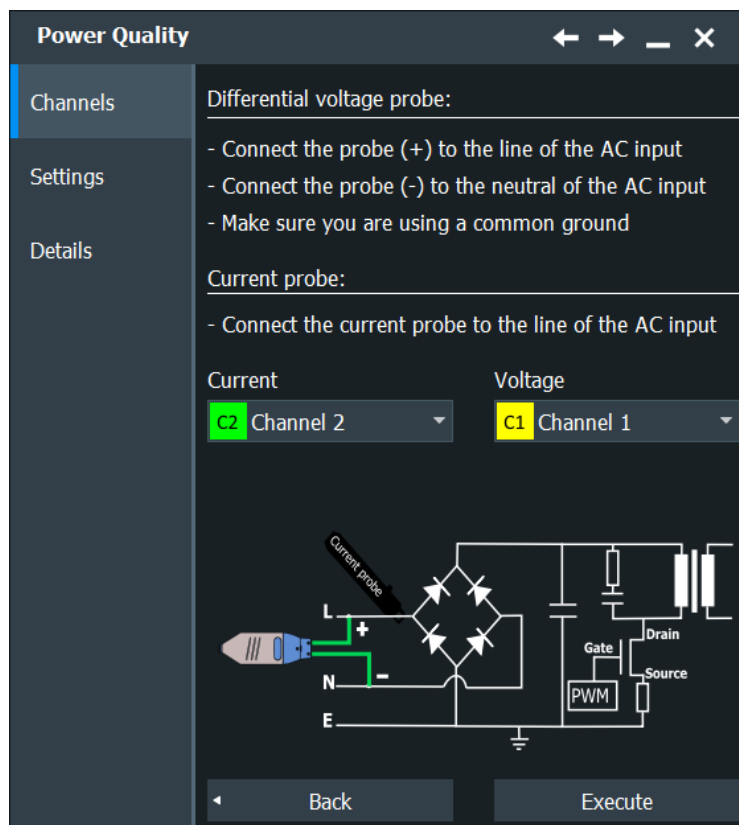 Power Quality
Channels
Settings
Details
Differential voltage probe:
- Connect the probe (+) to the line of the AC input
- Connect the probe (-) to the neutral of the AC input
- Make sure you are using a common ground
Current probe:
- Connect the current probe to the line of the AC input
Current Voltage
C2 Channel 2 C1 Channel 1
Current probe
L
+
Drain
Gate
Source
N
-
PWM
E
Back Execute